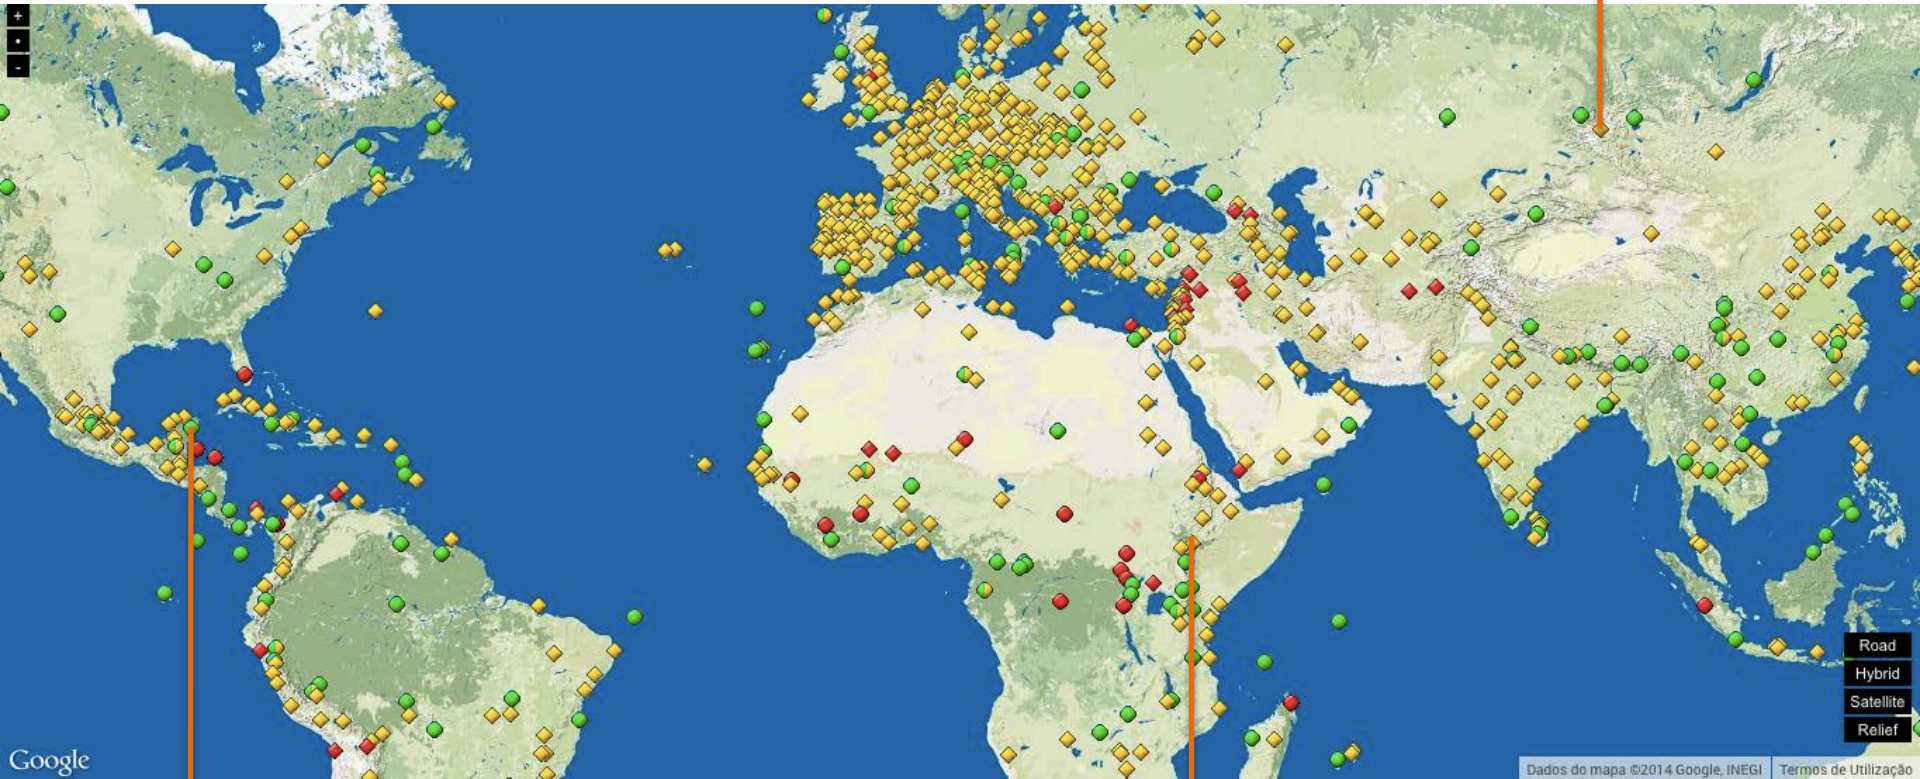 +
•
-
Road
Hybrid
Satellite
Relief
Google
Dados do mapa ©2014 Google, INEGI
Termos de Utilização